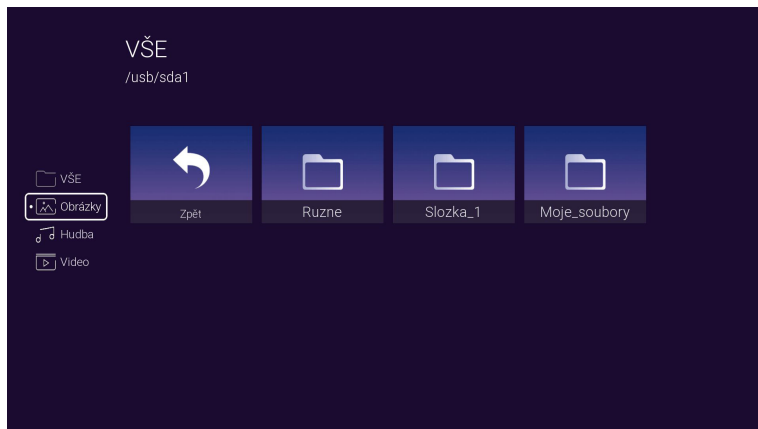 VŠE
/usb/sda1
VŠE
Obrázky
Hudba
Video
Zpět
Ruzne
Slozka_1
Moje_soubory